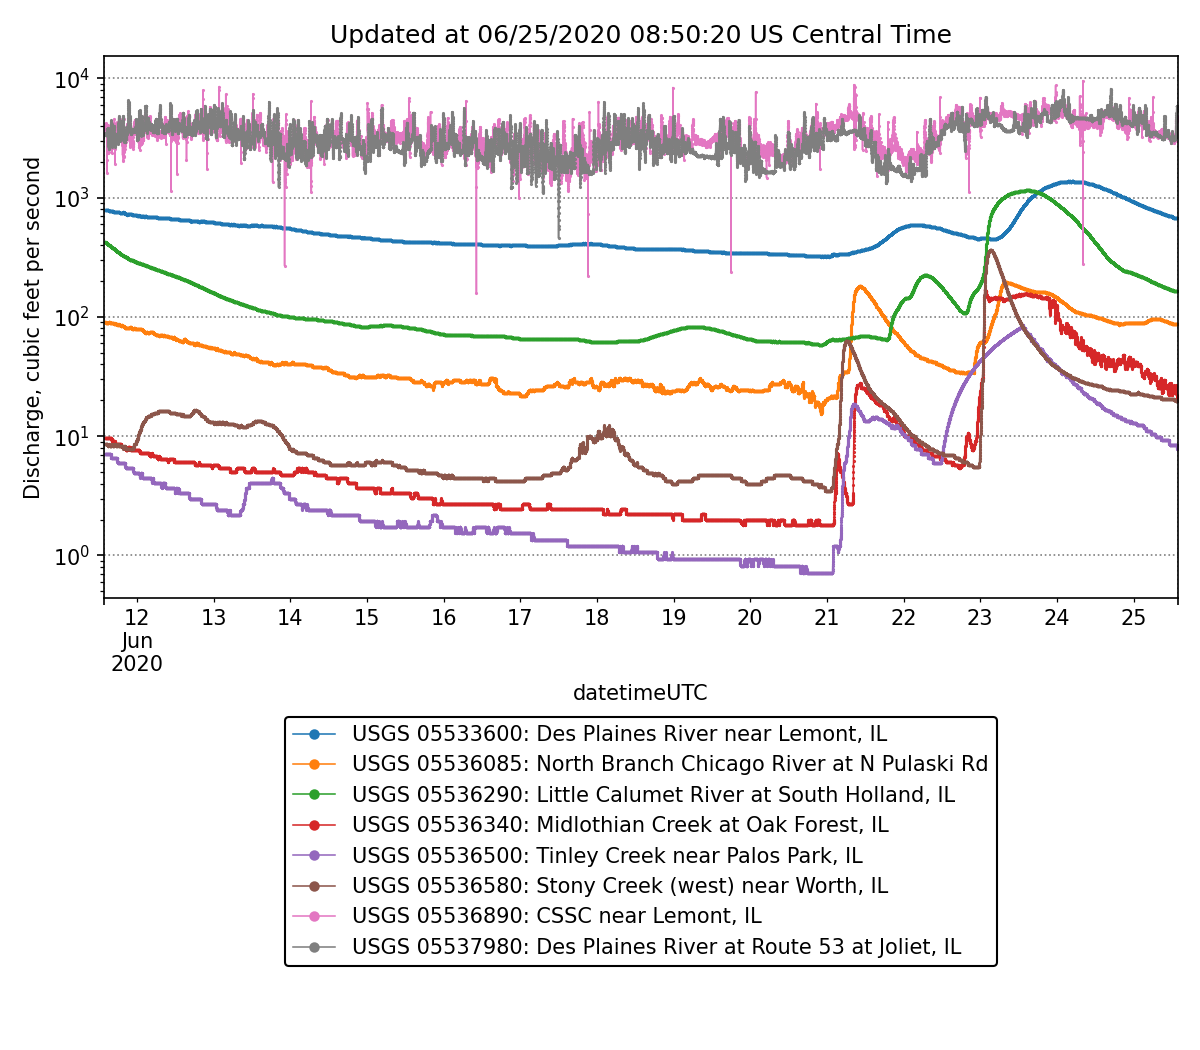 Updated at 06/25/2020 08:50:20 US Central Time
Discharge, cubic feet per second
10⁴
10³
10²
10¹
10⁰
12 13 14 15 16 17 18 19 20 21 22 23 24 25
Jun
2020
datetimeUTC
USGS 05533600: Des Plaines River near Lemont, IL
USGS 05536085: North Branch Chicago River at N Pulaski Rd
USGS 05536290: Little Calumet River at South Holland, IL
USGS 05536340: Midlothian Creek at Oak Forest, IL
USGS 05536500: Tinley Creek near Palos Park, IL
USGS 05536580: Stony Creek (west) near Worth, IL
USGS 05536890: CSSC near Lemont, IL
USGS 05537980: Des Plaines River at Route 53 at Joliet, IL